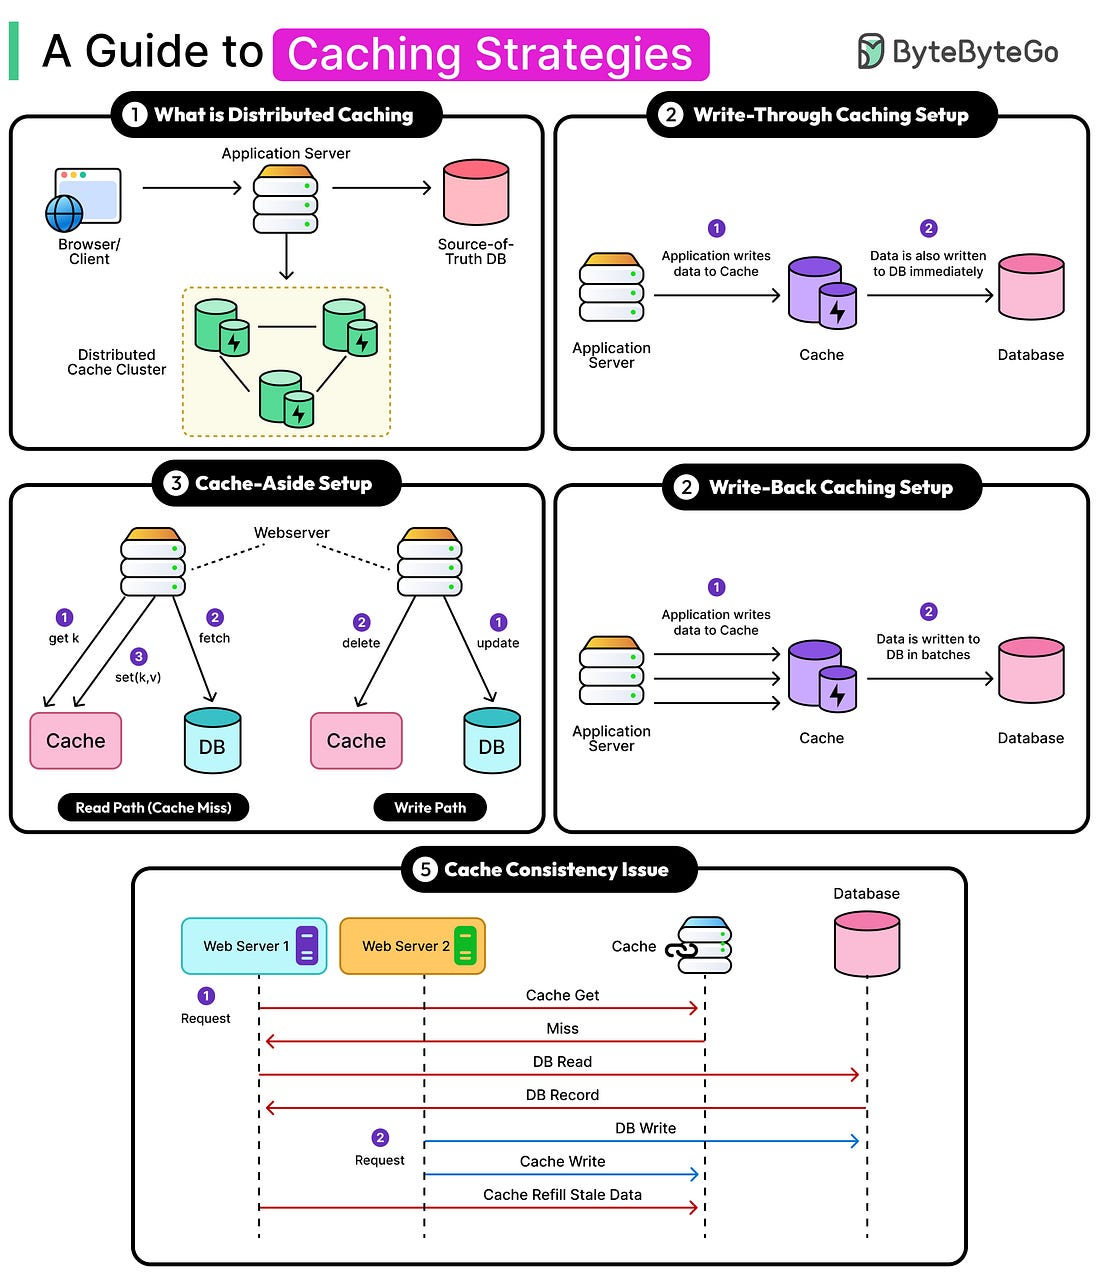 A Guide to Caching Strategies
ByteByteGo
1 What is Distributed Caching
Application Server
Browser/
Client
Source-of-
Truth DB
Distributed
Cache Cluster
2 Write-Through Caching Setup
1
Application writes
data to Cache
2
Data is also written
to DB immediately
Application
Server
Cache
Database
3 Cache-Aside Setup
Webserver
1
get k
2
fetch
3
set(k,v)
Cache
DB
Read Path (Cache Miss)
2
delete
1
update
Cache
DB
Write Path
2 Write-Back Caching Setup
1
Application writes
data to Cache
2
Data is written to
DB in batches
Application
Server
Cache
Database
5 Cache Consistency Issue
Web Server 1
Web Server 2
Cache
Database
1
Request
Cache Get
Miss
DB Read
DB Record
2
Request
DB Write
Cache Write
Cache Refill Stale Data